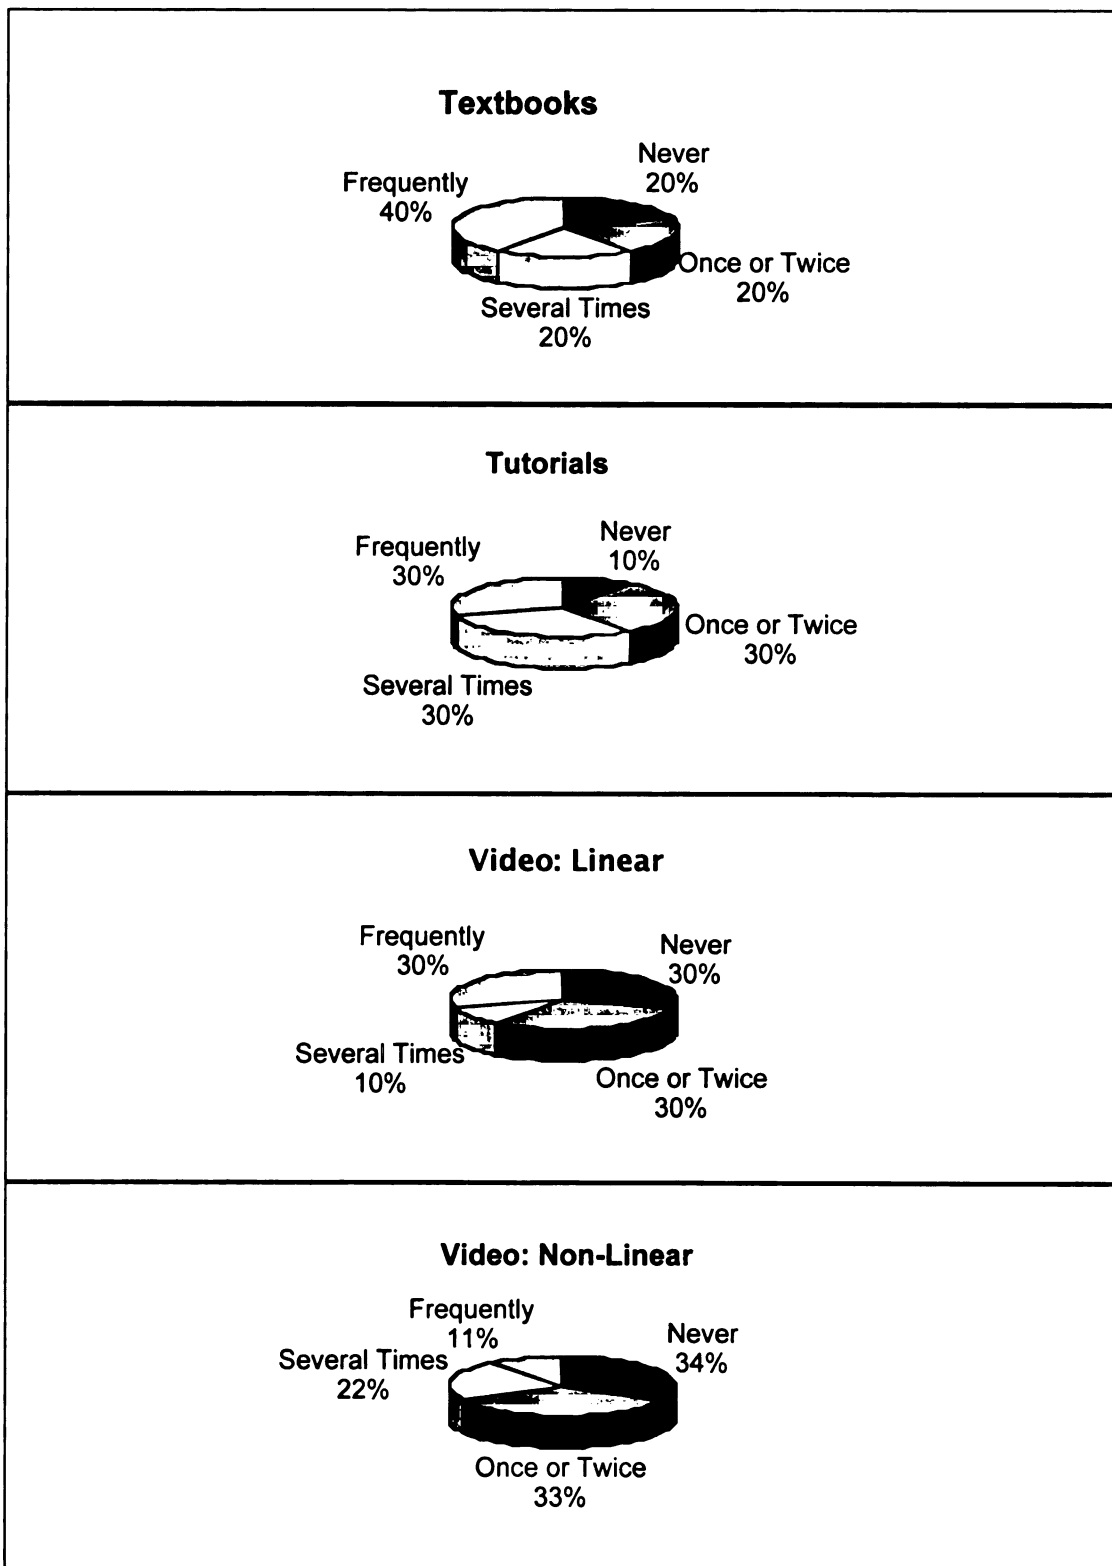 Textbooks
Never
20%
Frequently
40%
Once or Twice
20%
Several Times
20%
Tutorials
Never
10%
Frequently
30%
Once or Twice
30%
Several Times
30%
Video: Linear
Frequently
30%
Never
30%
Several Times
10%
Once or Twice
30%
Video: Non-Linear
Frequently
11%
Never
34%
Several Times
22%
Once or Twice
33%